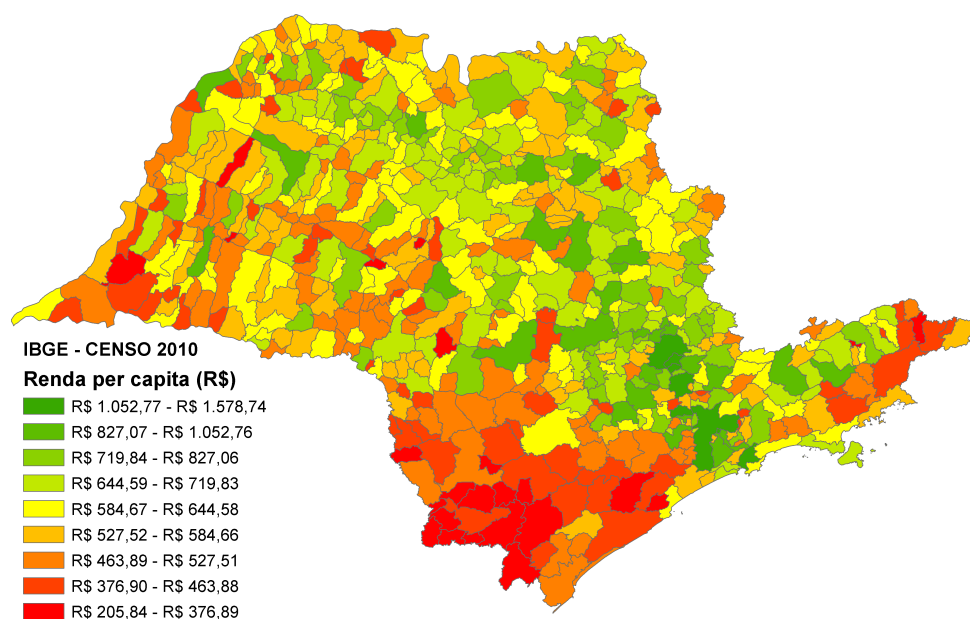 IBGE - CENSO 2010
Renda per capita (R$)
R$ 1.052,77 - R$ 1.578,74
R$ 827,07 - R$ 1.052,76
R$ 719,84 - R$ 827,06
R$ 644,59 - R$ 719,83
R$ 584,67 - R$ 644,58
R$ 527,52 - R$ 584,66
R$ 463,89 - R$ 527,51
R$ 376,90 - R$ 463,88
R$ 205,84 - R$ 376,89